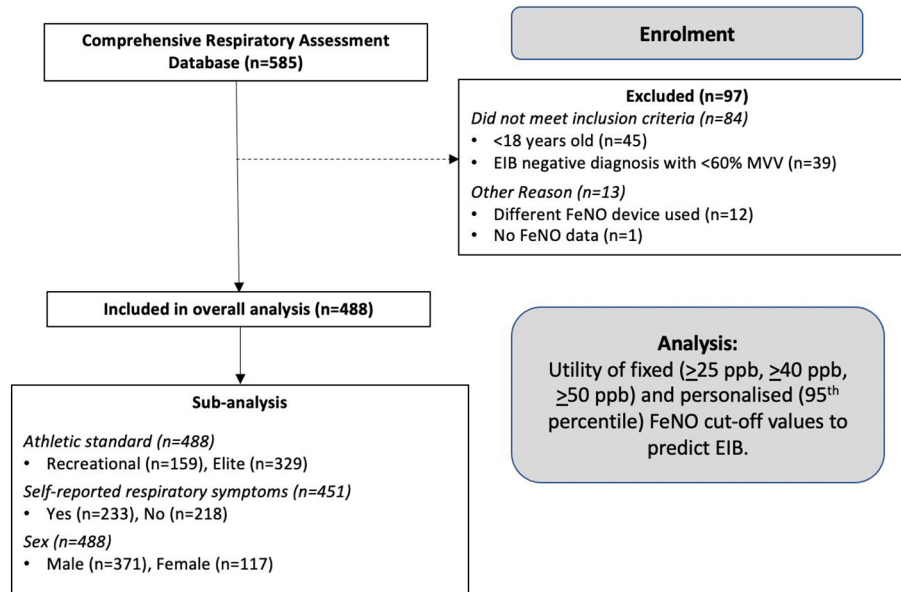 Comprehensive Respiratory Assessment
Database (n=585)
Enrolment
Excluded (n=97)
Did not meet inclusion criteria (n=84)
• <18 years old (n=45)
• EIB negative diagnosis with <60% MVV (n=39)
Other Reason (n=13)
• Different FeNO device used (n=12)
• No FeNO data (n=1)
Included in overall analysis (n=488)
Analysis:
Utility of fixed (≥25 ppb, ≥40 ppb,
≥50 ppb) and personalised (95th
percentile) FeNO cut-off values to
predict EIB.
Sub-analysis
Athletic standard (n=488)
• Recreational (n=159), Elite (n=329)
Self-reported respiratory symptoms (n=451)
• Yes (n=233), No (n=218)
Sex (n=488)
• Male (n=371), Female (n=117)